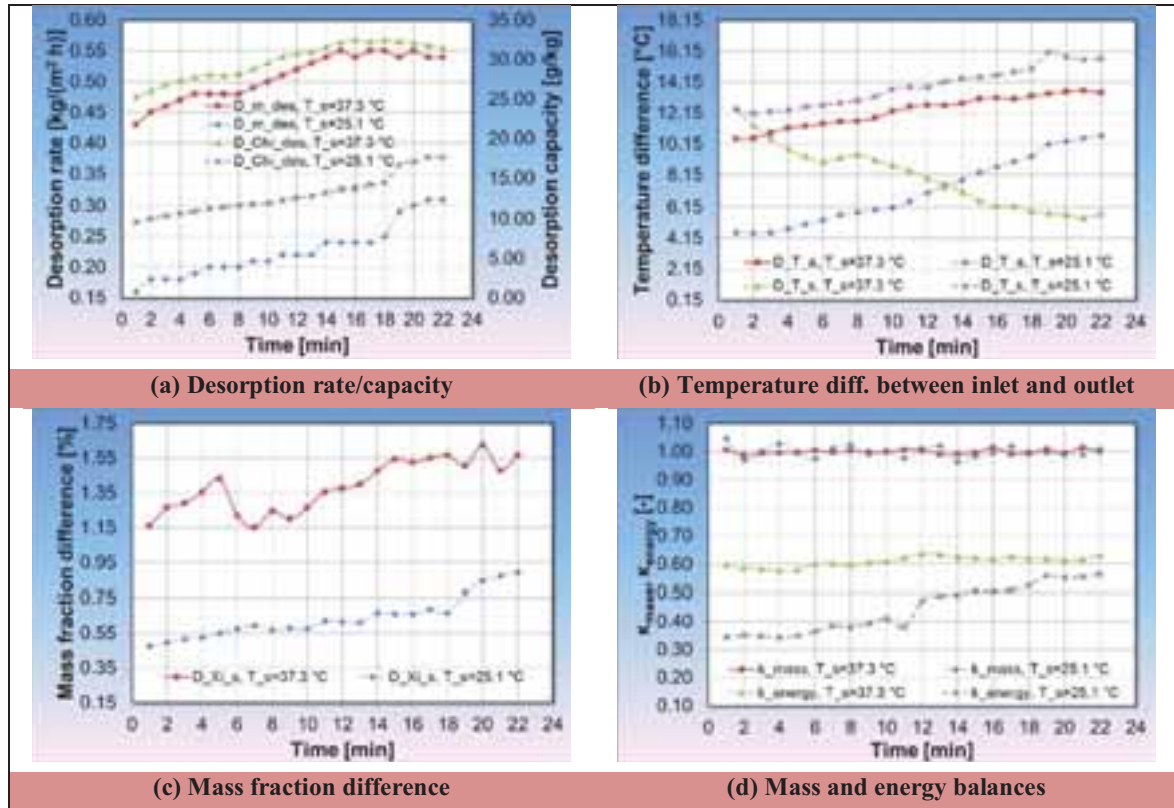 0.60
0.55
0.50
0.45
0.40
0.35
0.30
0.25
0.20
0.15
Desorption rate [kg/(m² h)]
35.00
30.00
25.00
20.00
15.00
10.00
5.00
0.00
Desorption capacity [g/kg]
D_m_des, T_s=37.3 °C
D_m_des, T_s=25.1 °C
D_Chi_des, T_s=37.3 °C
D_Chi_des, T_s=25.1 °C
0 2 4 6 8 10 12 14 16 18 20 22 24
Time [min]
(a) Desorption rate/capacity
18.15
16.15
14.15
12.15
10.15
8.15
6.15
4.15
2.15
0.15
Temperature difference [°C]
D_T_a, T_s=37.3 °C D_T_a, T_s=25.1 °C
D_T_s, T_s=37.3 °C D_T_s, T_s=25.1 °C
0 2 4 6 8 10 12 14 16 18 20 22 24
Time [min]
(b) Temperature diff. between inlet and outlet
1.75
1.55
1.35
1.15
0.95
0.75
0.55
0.35
0.15
Mass fraction difference [%]
D_Xi_s, T_s=37.3 °C D_Xi_s, T_s=25.1 °C
0 2 4 6 8 10 12 14 16 18 20 22 24
Time [min]
(c) Mass fraction difference
1.10
1.00
0.90
0.80
0.70
0.60
0.50
0.40
0.30
0.20
0.10
K_mass, K_energy [-]
k_mass, T_s=37.3 °C k_mass, T_s=25.1 °C
k_energy, T_s=37.3 °C k_energy, T_s=25.1 °C
0 2 4 6 8 10 12 14 16 18 20 22 24
Time [min]
(d) Mass and energy balances